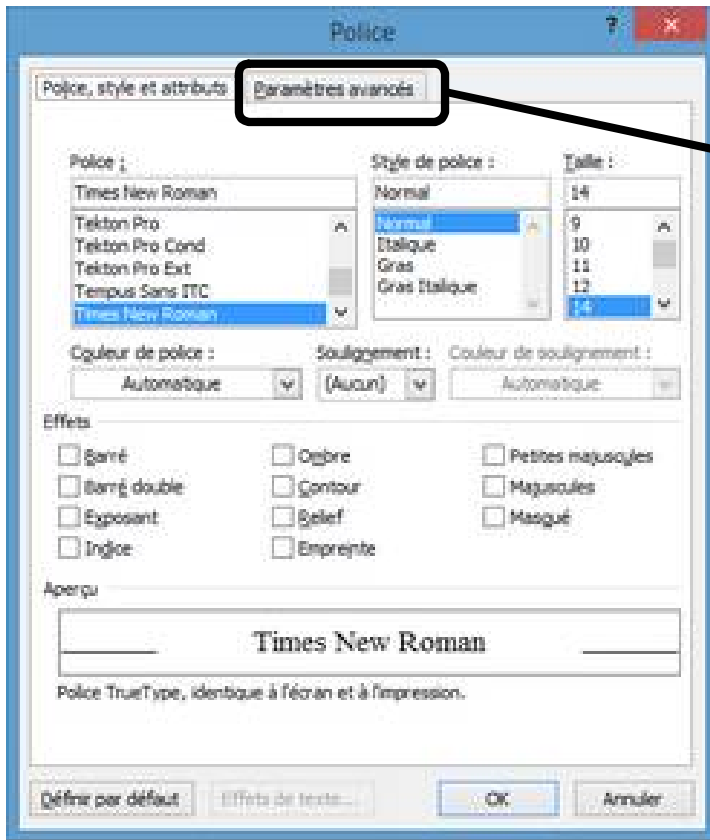 Police
?
Police, style et attributs Paramètres avancés
Police : Style de police : Taille :
Times New Roman Normal 14
Tekton Pro Normal 9
Tekton Pro Cond Italique 10
Tekton Pro Ext Gras 11
Tempus Sans ITC Gras Italique 12
Times New Roman 14
Couleur de police : Soulignement : Couleur de soulignement :
Automatique (Aucun) Automatique
Effets
Barré Ombre Petites majuscules
Barré double Contour Majuscules
Exposant Relief Masqué
Indice Empreinte
Aperçu
Times New Roman
Police TrueType, identique à l'écran et à l'impression.
Définir par défaut Effets de texte... OK Annuler